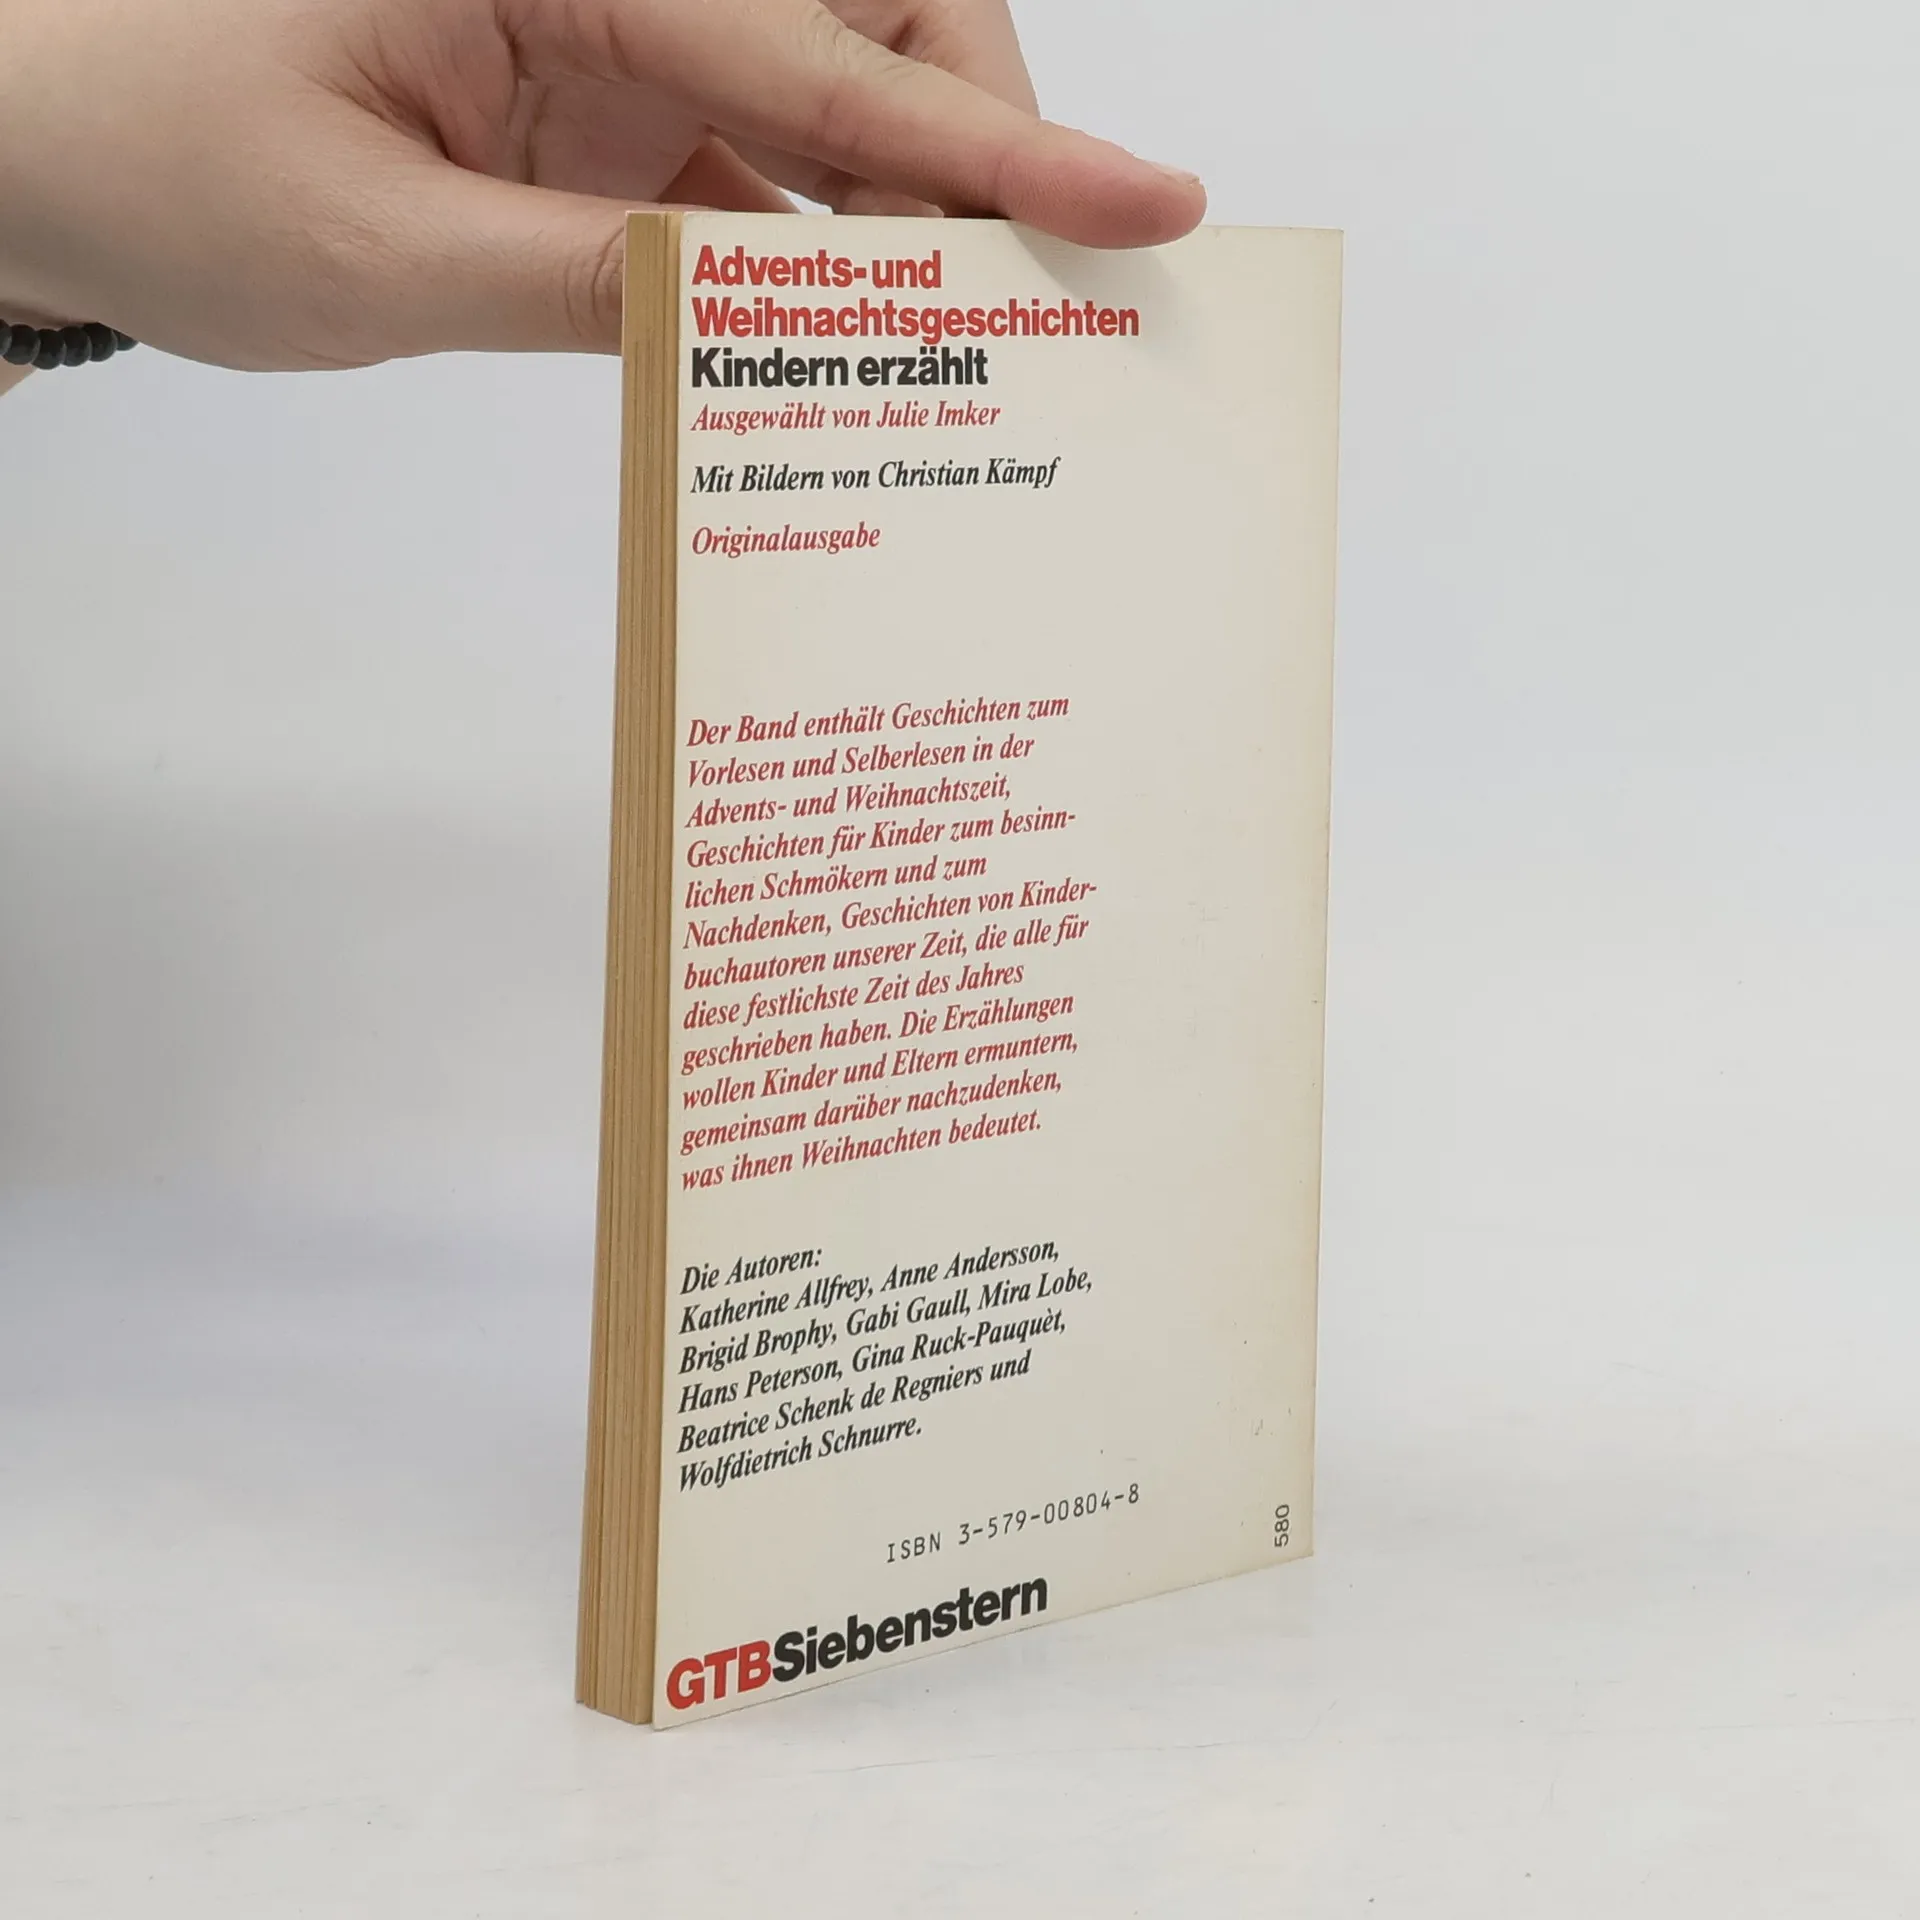 Advents- und
Weihnachtsgeschichten
Kindern erzählt
Ausgewählt von Julie Imker
Mit Bildern von Christian Kämpf
Originalausgabe
Der Band enthält Geschichten zum
Vorlesen und Selberlesen in der
Advents- und Weihnachtszeit,
Geschichten für Kinder zum besinn-
lichen Schmökern und zum
Nachdenken, Geschichten von Kinder-
buchautoren unserer Zeit, die alle für
diese festlichste Zeit des Jahres
geschrieben haben. Die Erzählungen
wollen Kinder und Eltern ermuntern,
gemeinsam darüber nachzudenken,
was ihnen Weihnachten bedeutet.
Die Autoren:
Katherine Allfrey, Anne Andersson,
Brigid Brophy, Gabi Gaull, Mira Lobe,
Hans Peterson, Gina Ruck-Pauquèt,
Beatrice Schenk de Regniers und
Wolfdietrich Schnurre.
ISBN 3-579-00804-8
580
GTBSiebenstern